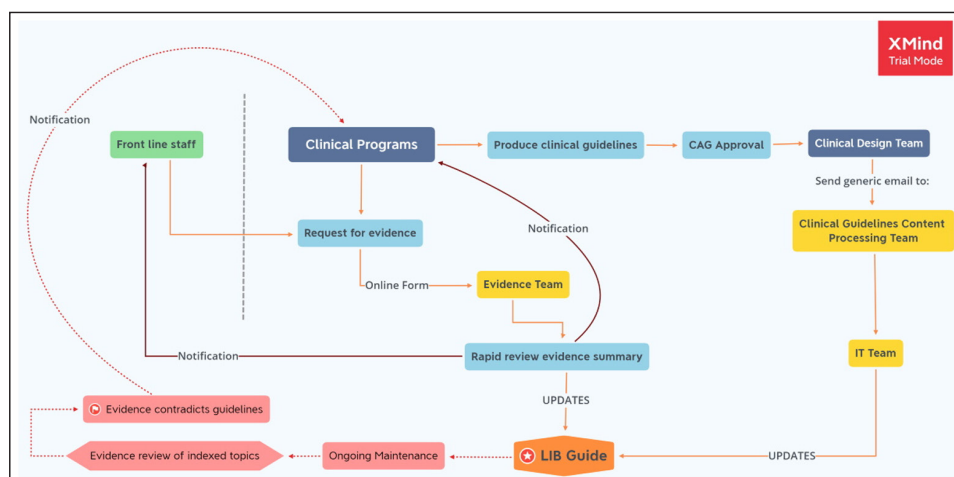 XMind
Trial Mode
Notification
Front line staff
Clinical Programs
Produce clinical guidelines
CAG Approval
Clinical Design Team
Send generic email to:
Notification
Request for evidence
Clinical Guidelines Content
Processing Team
Online Form
Evidence Team
Notification
Rapid review evidence summary
IT Team
UPDATES
Evidence contradicts guidelines
Evidence review of indexed topics
Ongoing Maintenance
LIB Guide
UPDATES